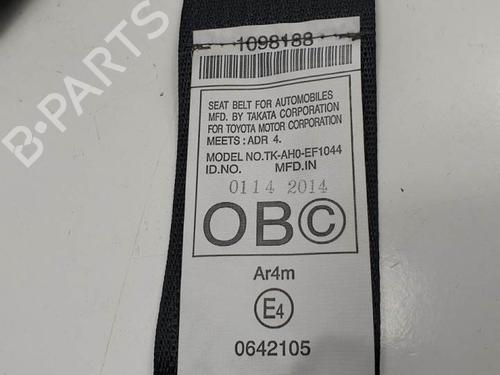 1098188
SEAT BELT FOR AUTOMOBILES
MFD. BY TAKATA CORPORATION
FOR TOYOTA MOTOR CORPORATION
MEETS : ADR 4.
MODEL NO.TK-AH0-EF1044
ID.NO. MFD.IN
0114 2014
OB©
Ar4m
E4
0642105
B-PARTS